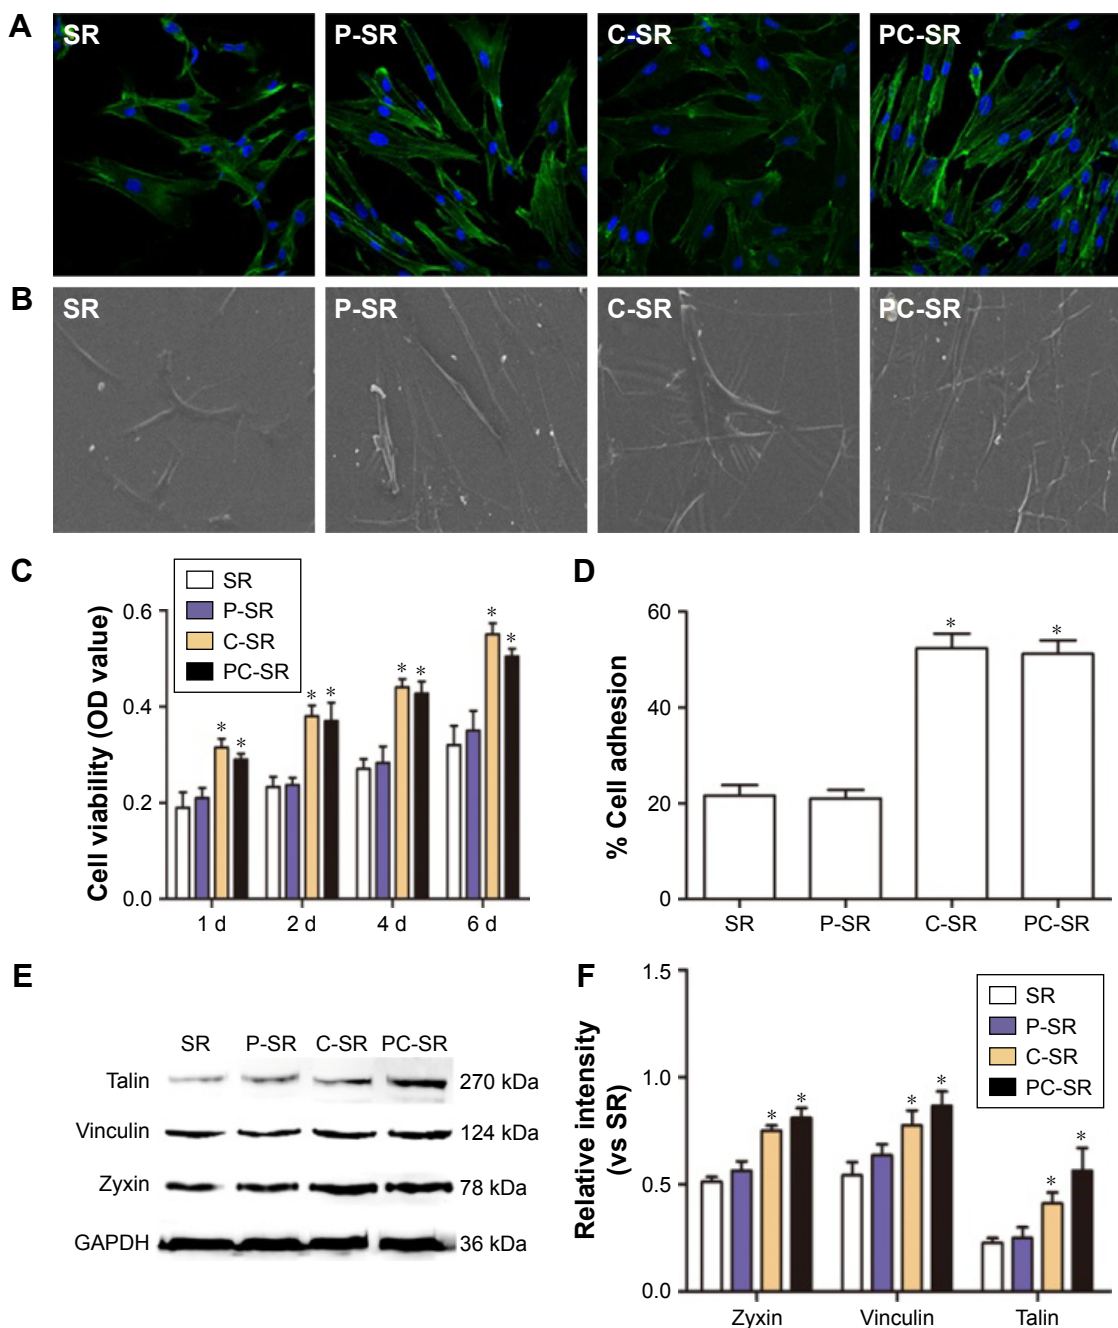 A
SR
P-SR
C-SR
PC-SR
B
SR
P-SR
C-SR
PC-SR
C
SR
P-SR
C-SR
PC-SR
Cell viability (OD value)
0.6
0.4
0.2
0.0
* *
* *
* *
* *
1 d 2 d 4 d 6 d
D
% Cell adhesion
60
40
20
0
* *
SR P-SR C-SR PC-SR
E
SR P-SR C-SR PC-SR
Talin 270 kDa
Vinculin 124 kDa
Zyxin 78 kDa
GAPDH 36 kDa
F
Relative intensity
(vs SR)
1.5
1.0
0.5
0.0
SR
P-SR
C-SR
PC-SR
* *
* *
* *
Zyxin Vinculin Talin